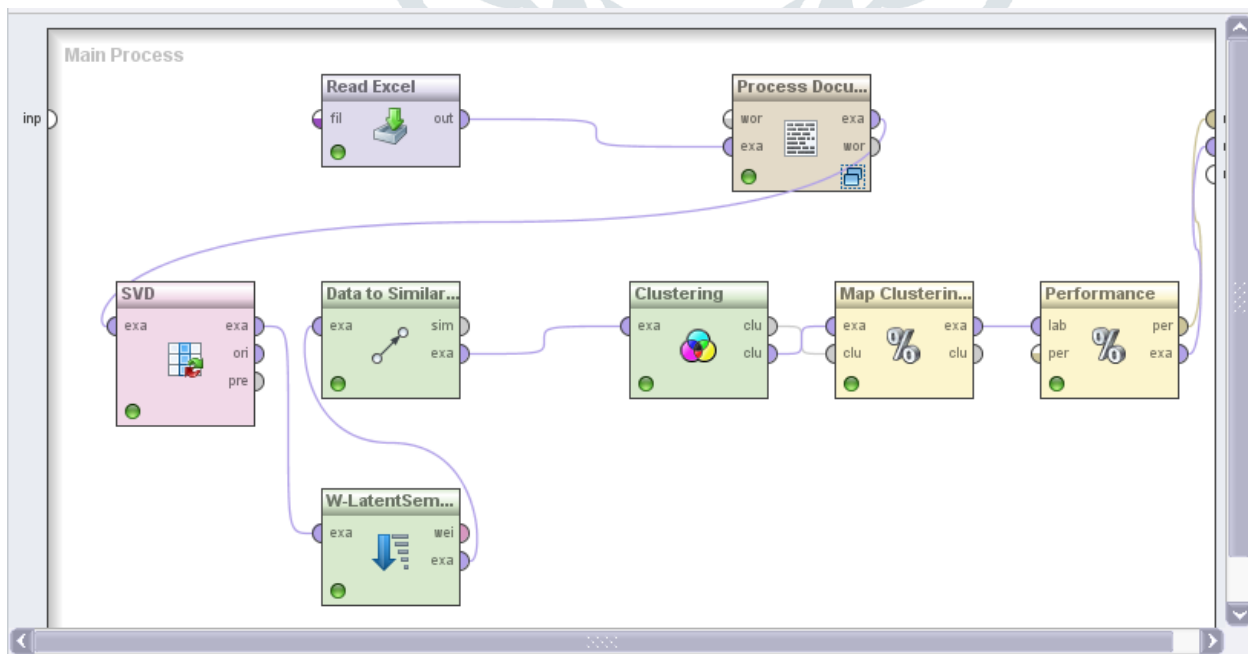 Main Process
Read Excel
Process Docu...
inp
fil
out
wor
exa
exa
wor
SVD
Data to Similar...
Clustering
Map Clusterin...
Performance
exa
exa
ori
pre
exa
sim
exa
exa
clu
clu
exa
exa
clu
clu
lab
per
per
exa
W-LatentSem...
exa
wei
exa